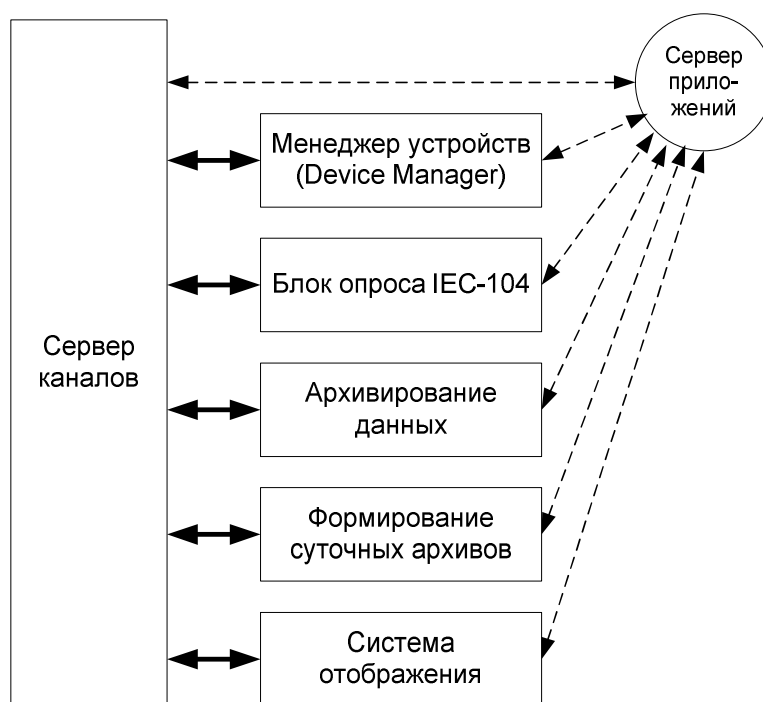 Сервер
прило-
жений
Менеджер устройств
(Device Manager)
Блок опроса IEC-104
Сервер
каналов
Архивирование
данных
Формирование
суточных архивов
Система
отображения